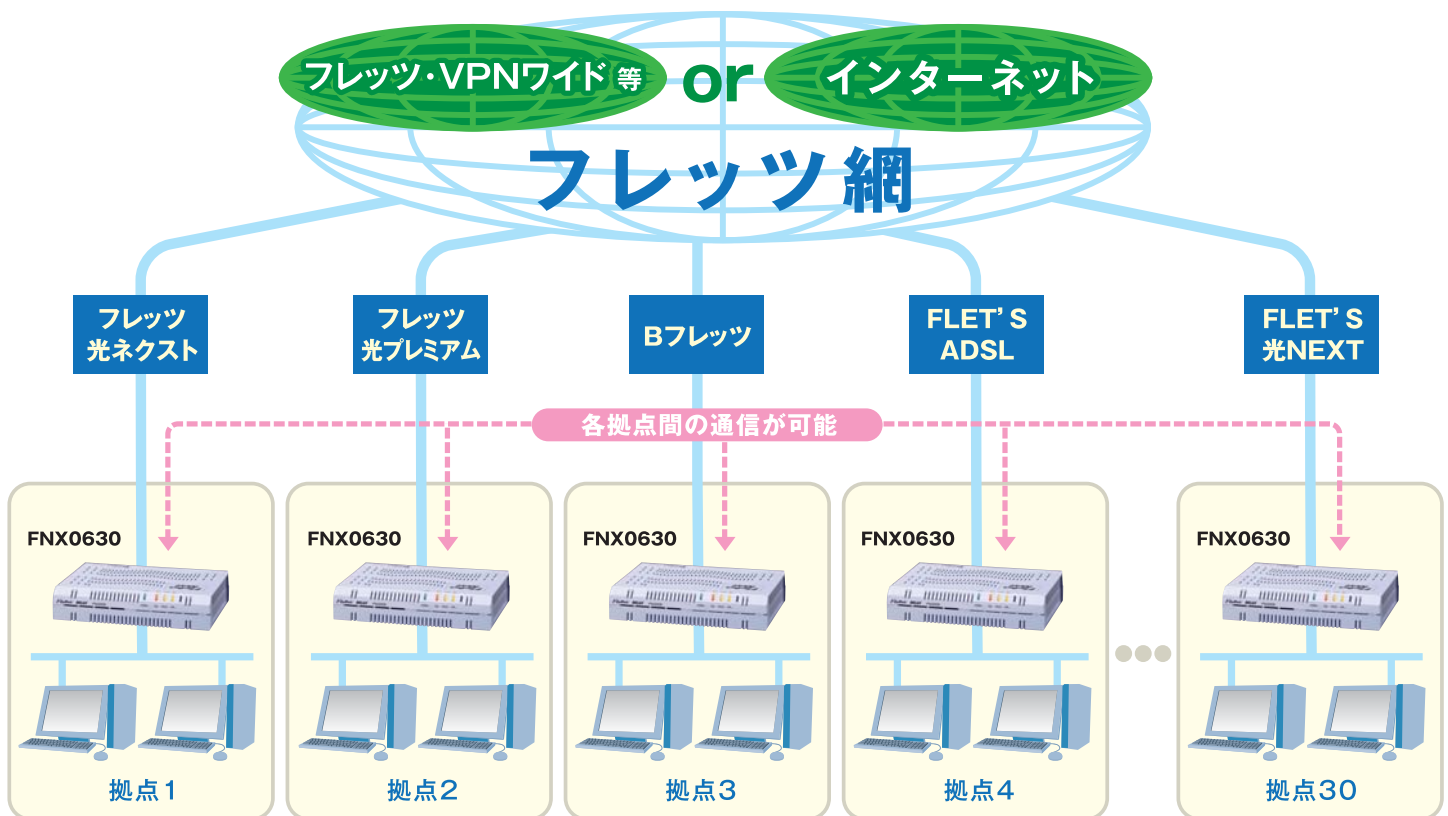 フレッツ・VPNワイド 等
or
インターネット
フレッツ網
フレッツ
光ネクスト
フレッツ
光プレミアム
Bフレッツ
FLET'S
ADSL
FLET'S
光NEXT
各拠点間の通信が可能
FNX0630
FNX0630
FNX0630
FNX0630
FNX0630
拠点1
拠点2
拠点3
拠点4
拠点30